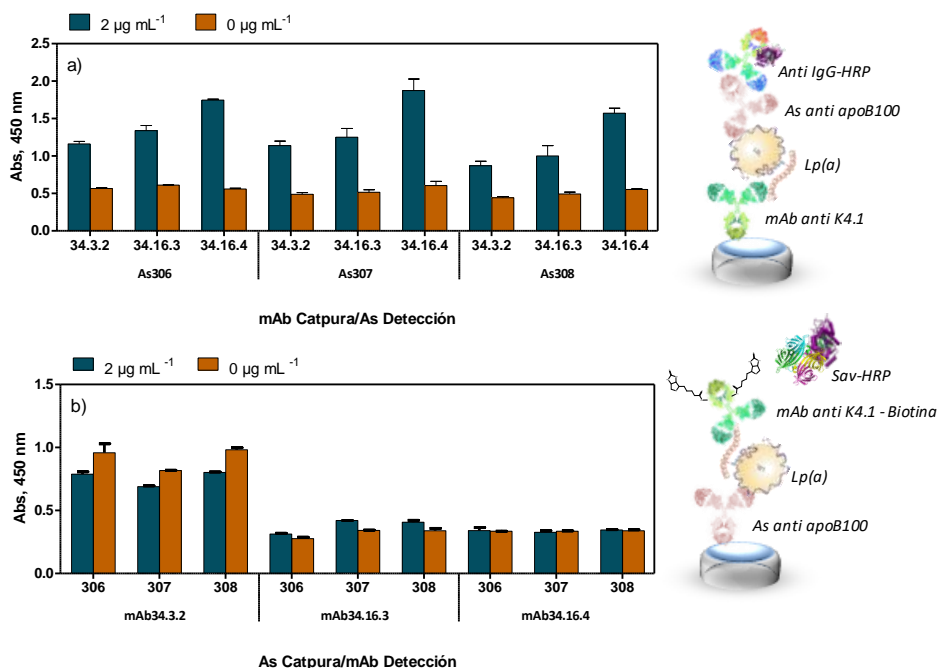 2 µg mL⁻¹ 0 µg mL⁻¹
a)
Abs, 450 nm
2.5
2.0
1.5
1.0
0.5
0.0
34.3.2 34.16.3 34.16.4 34.3.2 34.16.3 34.16.4 34.3.2 34.16.3 34.16.4
As306 As307 As308
mAb Catpura/As Detección
Anti IgG-HRP
As anti apoB100
Lp(a)
mAb anti K4.1
2 µg mL⁻¹ 0 µg mL⁻¹
b)
Abs, 450 nm
1.5
1.0
0.5
0.0
306 307 308 306 307 308 306 307 308
mAb34.3.2 mAb34.16.3 mAb34.16.4
As Catpura/mAb Detección
Sav-HRP
mAb anti K4.1 - Biotina
Lp(a)
As anti apoB100